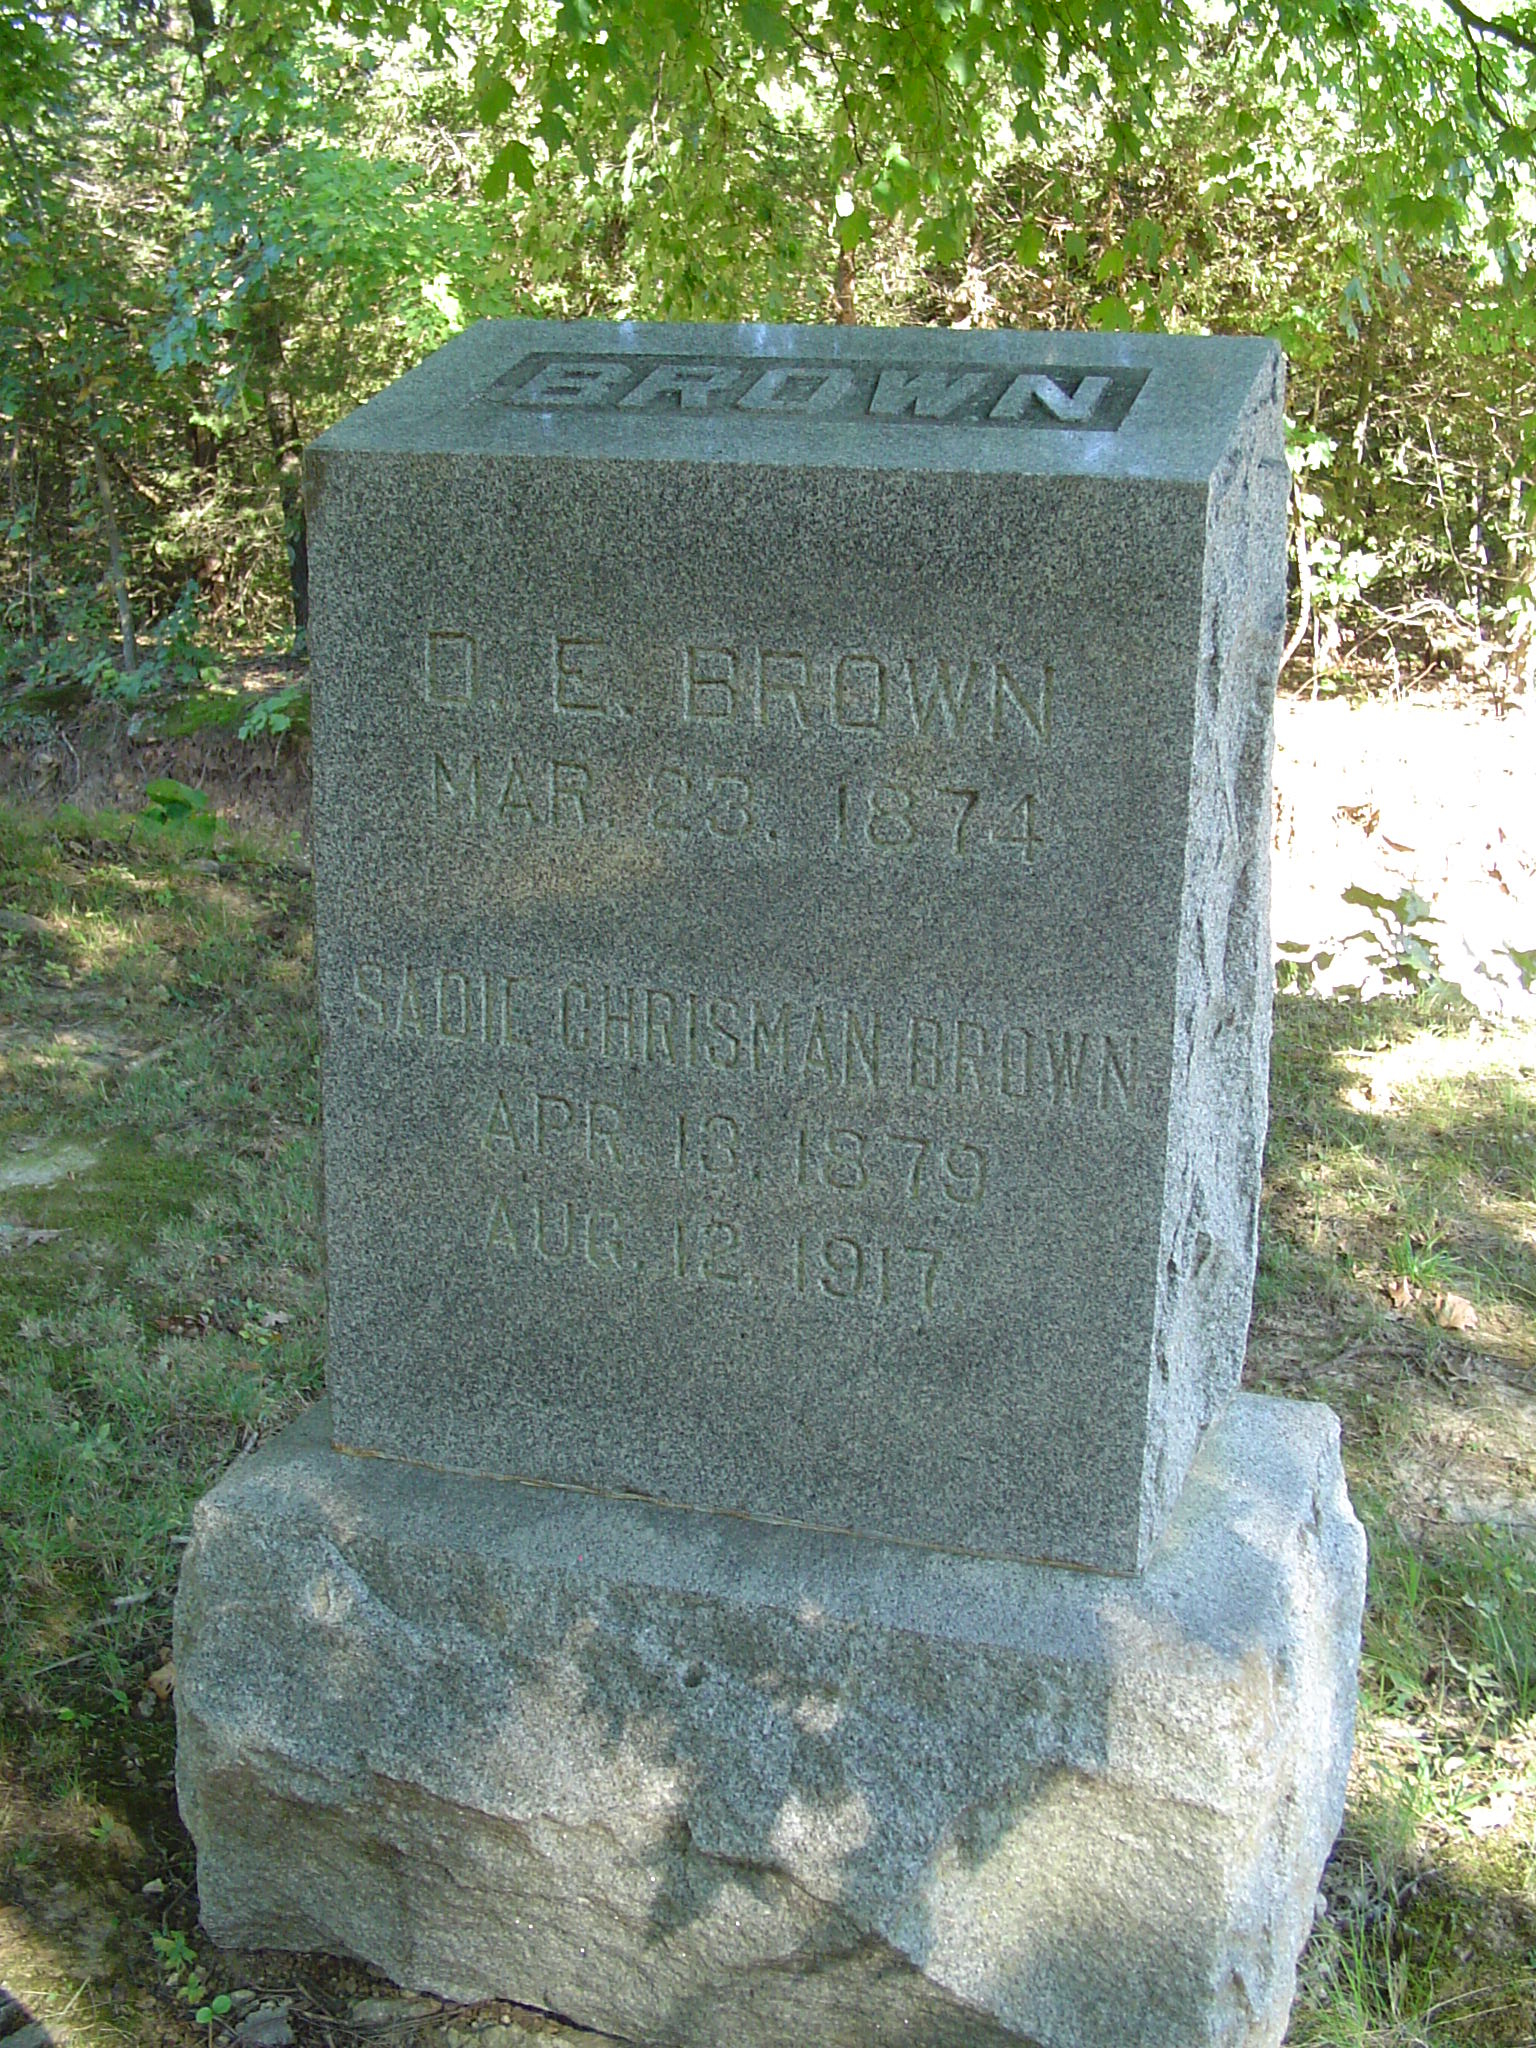 BROWN
D. E. BROWN
MAR. 23. 1874
SADIE CHRISMAN BROWN
APR. 13. 1879
AUG. 12. 1917